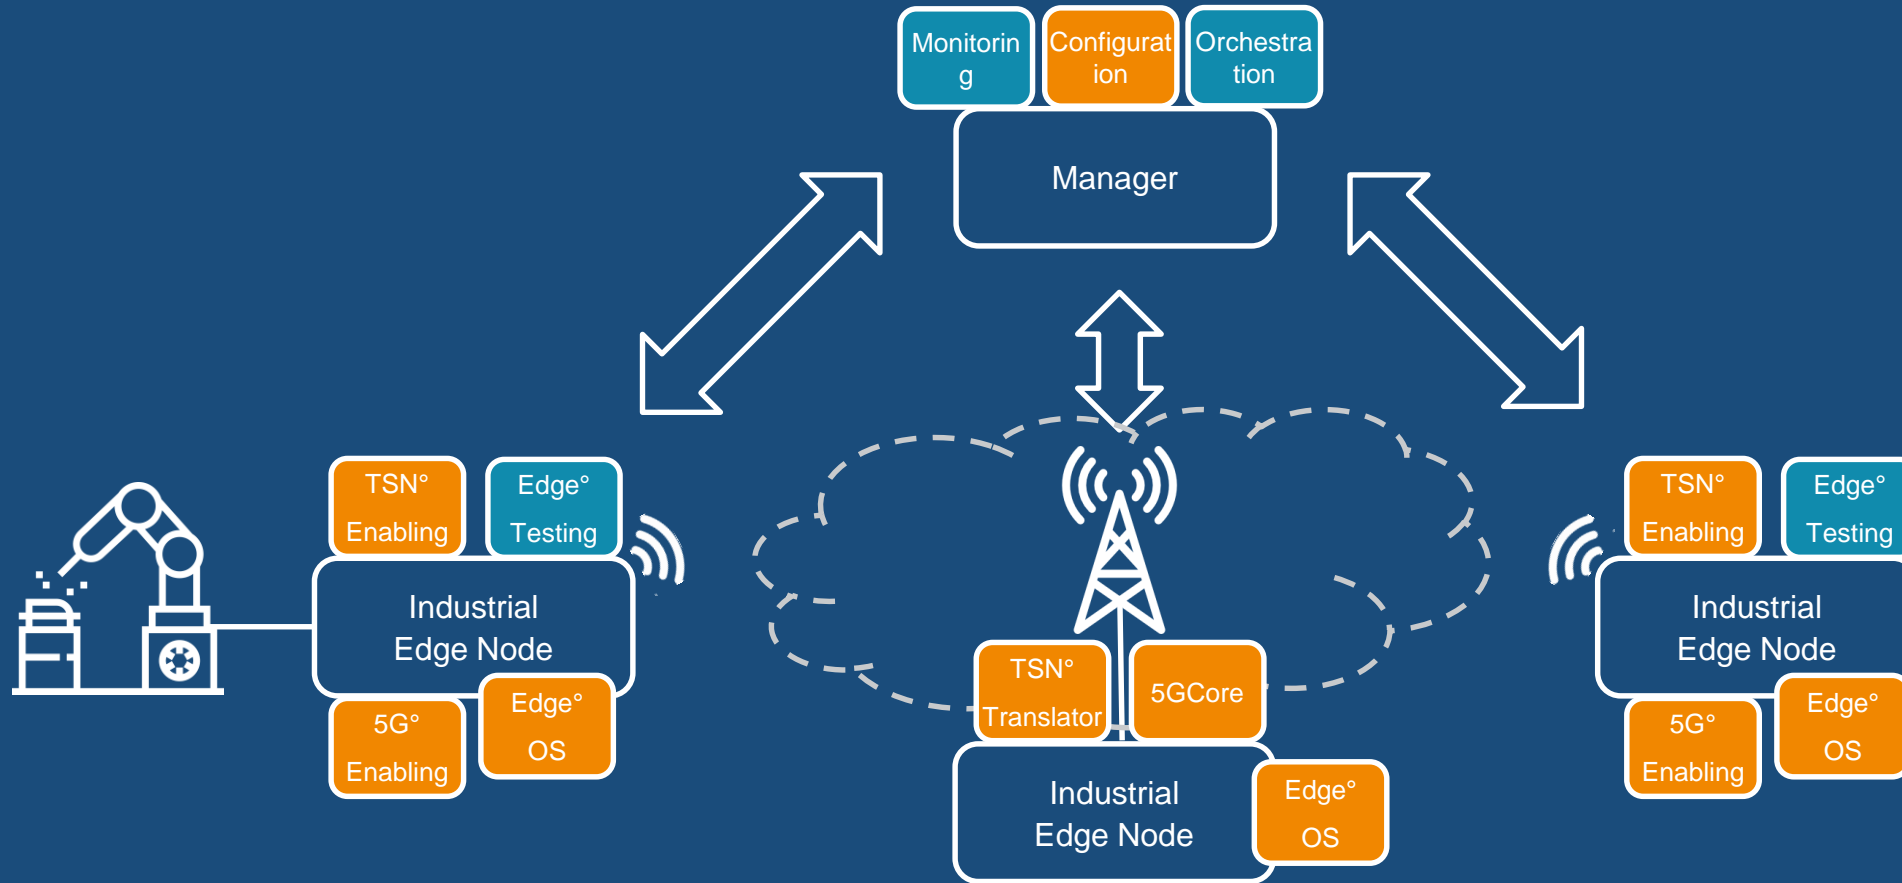 Monitorin
g
Configurat
ion
Orchestra
tion
Manager
TSN°
Enabling
Edge°
Testing
Industrial
Edge Node
5G°
Enabling
Edge°
OS
TSN°
Translator
5GCore
Industrial
Edge Node
Edge°
OS
TSN°
Enabling
Edge°
Testing
Industrial
Edge Node
5G°
Enabling
Edge°
OS